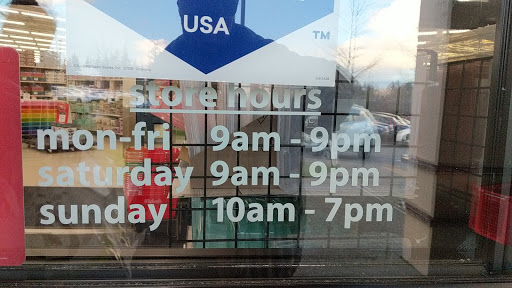 USA
TM
store hours
mon-fri 9am - 9pm
saturday 9am - 9pm
sunday 10am - 7pm